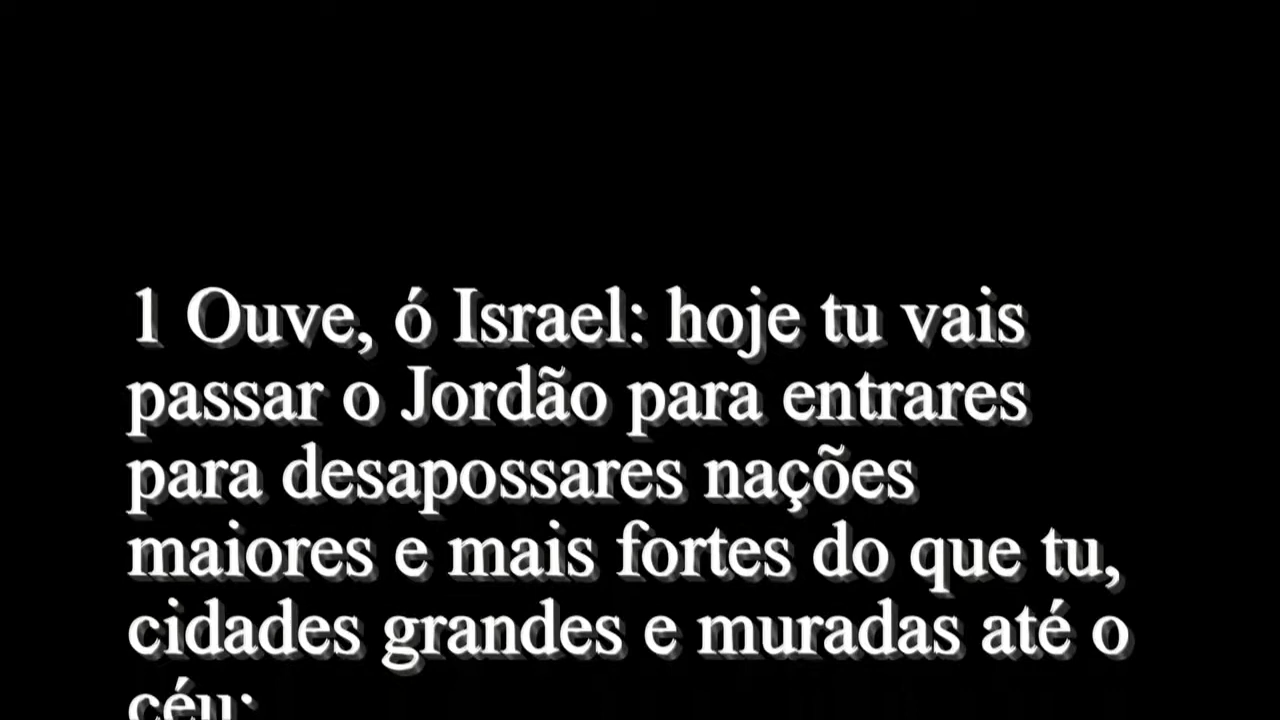 1 Ouve, ó Israel: hoje tu vais
passar o Jordão para entrares
para desapossares nações
maiores e mais fortes do que tu,
cidades grandes e muradas até o
céu;